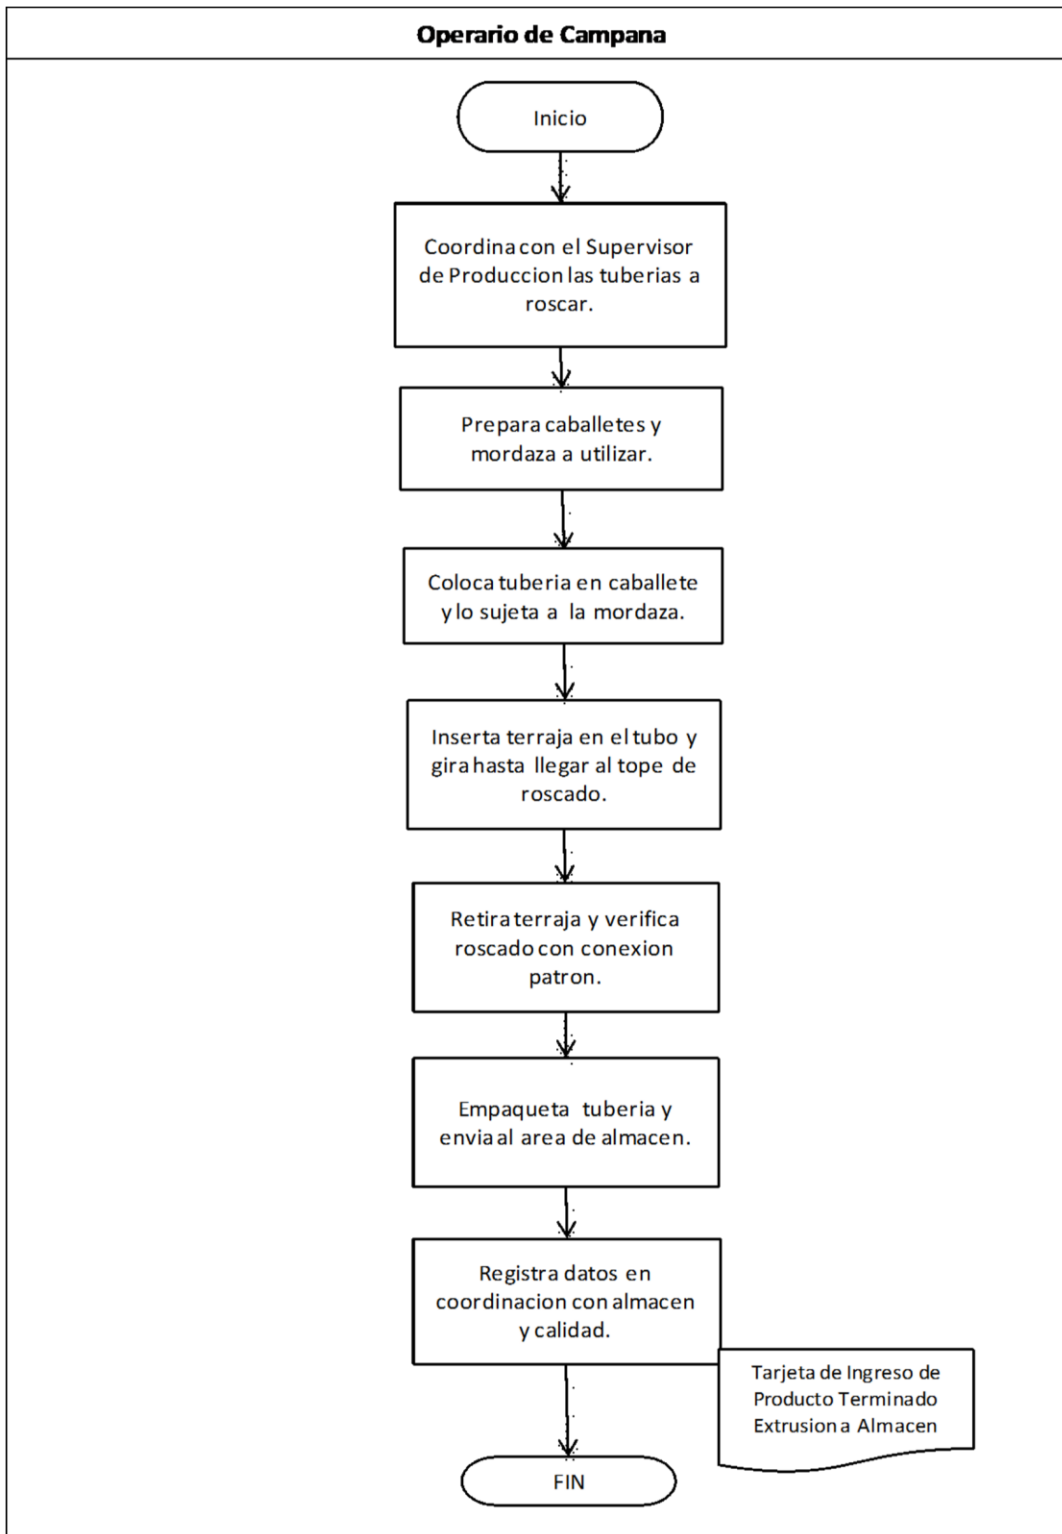 Operario de Campana
Inicio
Coordina con el Supervisor
de Produccion las tuberias a
roscar.
Prepara caballetes y
mordaza a utilizar.
Coloca tuberia en caballete
y lo sujeta a la mordaza.
Inserta terraja en el tubo y
gira hasta llegar al tope de
roscado.
Retira terraja y verifica
roscado con conexion
patron.
Empaqueta tuberia y
envia al area de almacen.
Registra datos en
coordinacion con almacen
y calidad.
Tarjeta de Ingreso de
Producto Terminado
Extrusion a Almacen
FIN